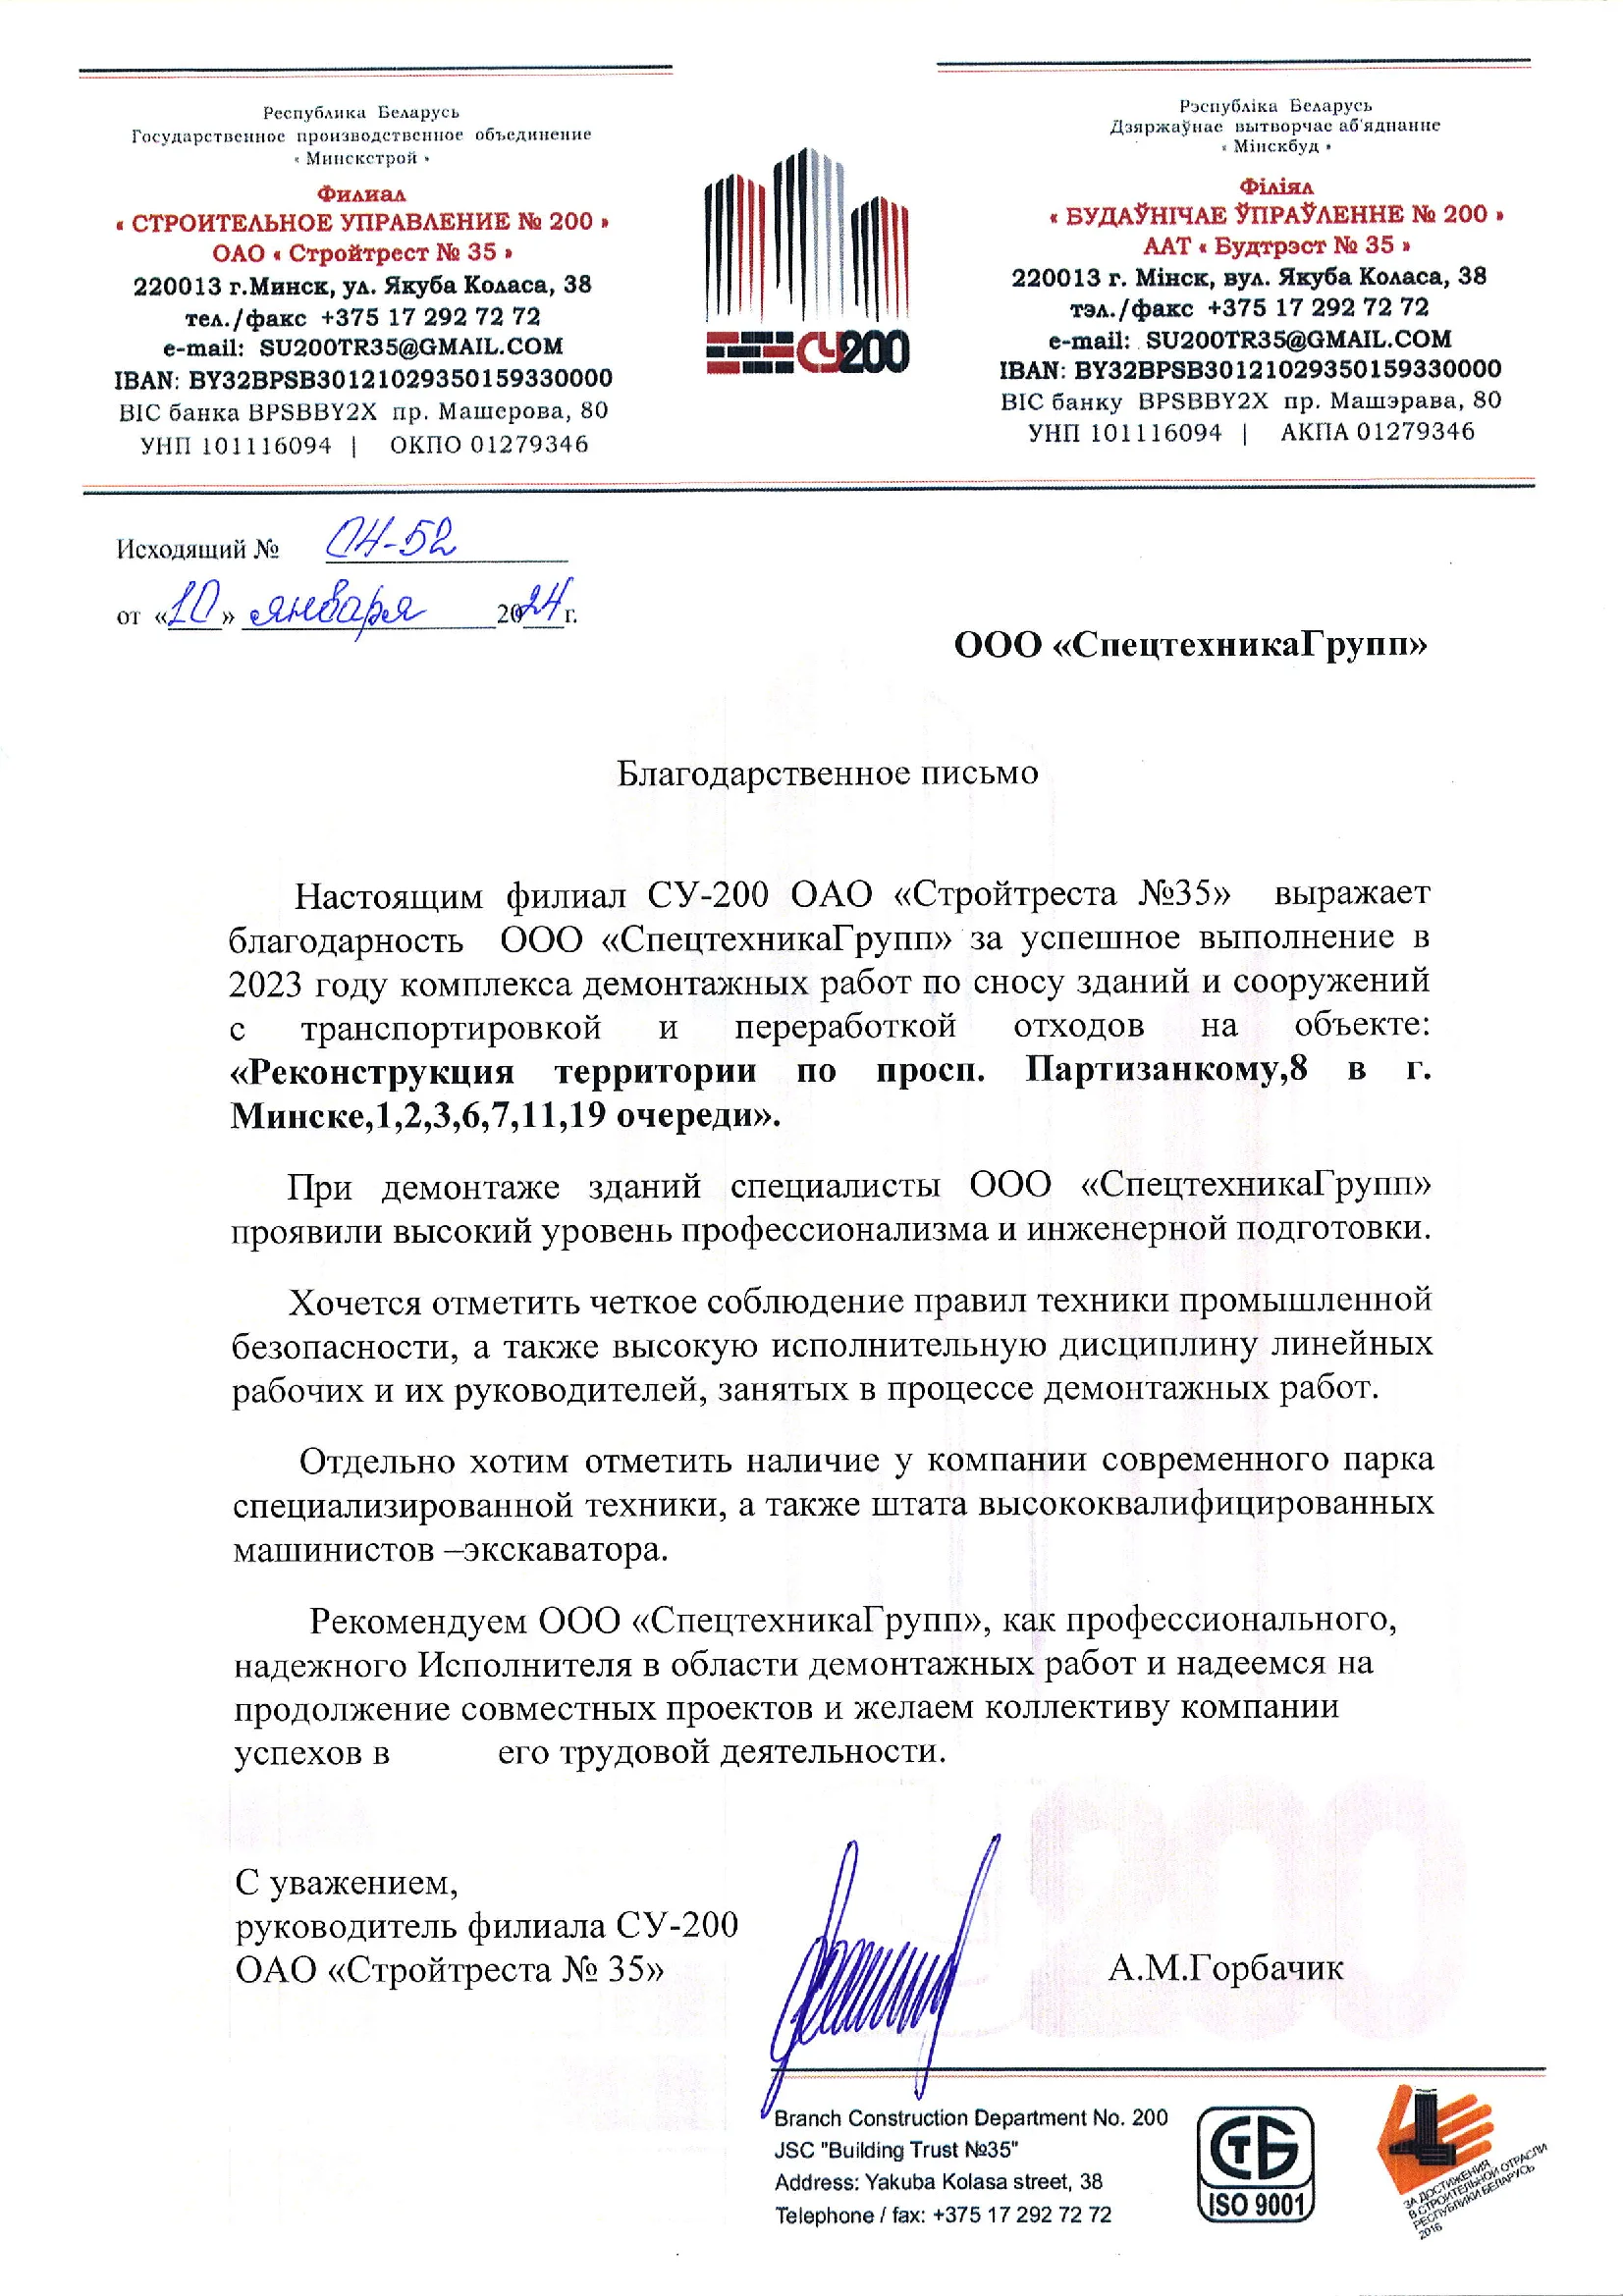 Республика Беларусь
Государственное производственное объединение
« Минскстрой »
Филиал
« СТРОИТЕЛЬНОЕ УПРАВЛЕНИЕ № 200 »
ОАО « Стройтрест № 35 »
220013 г.Минск, ул. Якуба Коласа, 38
тел./факс +375 17 292 72 72
e-mail: SU200TR35@GMAIL.COM
IBAN: BY32BPSB30121029350159330000
BIC банка BPSBBY2X пр. Машерова, 80
УНП 101116094 | ОКПО 01279346
СУ200
Рэспубліка Беларусь
Дзяржаўнае вытворчае аб'яднанне
« Мінскбуд »
Філіял
« БУДАЎНІЧАЕ ЎПРАЎЛЕННЕ № 200 »
ААТ « Будтрэст № 35 »
220013 г. Мінск, вул. Якуба Коласа, 38
тэл./факс +375 17 292 72 72
e-mail: SU200TR35@GMAIL.COM
IBAN: BY32BPSB30121029350159330000
BIC банку BPSBBY2X пр. Машэрава, 80
УНП 101116094 | АКПА 01279346
Исходящий № 04-52
от «10» января 2024г.
ООО «СпецтехникаГрупп»
Благодарственное письмо
Настоящим филиал СУ-200 ОАО «Стройтреста №35» выражает
благодарность ООО «СпецтехникаГрупп» за успешное выполнение в
2023 году комплекса демонтажных работ по сносу зданий и сооружений
с транспортировкой и переработкой отходов на объекте:
«Реконструкция территории по просп. Партизанкому,8 в г.
Минске,1,2,3,6,7,11,19 очереди».
При демонтаже зданий специалисты ООО «СпецтехникаГрупп»
проявили высокий уровень профессионализма и инженерной подготовки.
Хочется отметить четкое соблюдение правил техники промышленной
безопасности, а также высокую исполнительную дисциплину линейных
рабочих и их руководителей, занятых в процессе демонтажных работ.
Отдельно хотим отметить наличие у компании современного парка
специализированной техники, а также штата высококвалифицированных
машинистов –экскаватора.
Рекомендуем ООО «СпецтехникаГрупп», как профессионального,
надежного Исполнителя в области демонтажных работ и надеемся на
продолжение совместных проектов и желаем коллективу компании
успехов в его трудовой деятельности.
С уважением,
руководитель филиала СУ-200
ОАО «Стройтреста № 35»
А.М.Горбачик
Branch Construction Department No. 200
JSC "Building Trust №35"
Address: Yakuba Kolasa street, 38
Telephone / fax: +375 17 292 72 72
СТБ
ISO 9001
ЗА ДОСТИЖЕНИЯ
В СТРОИТЕЛЬНОЙ ОТРАСЛИ
РЕСПУБЛИКИ БЕЛАРУСЬ
2016